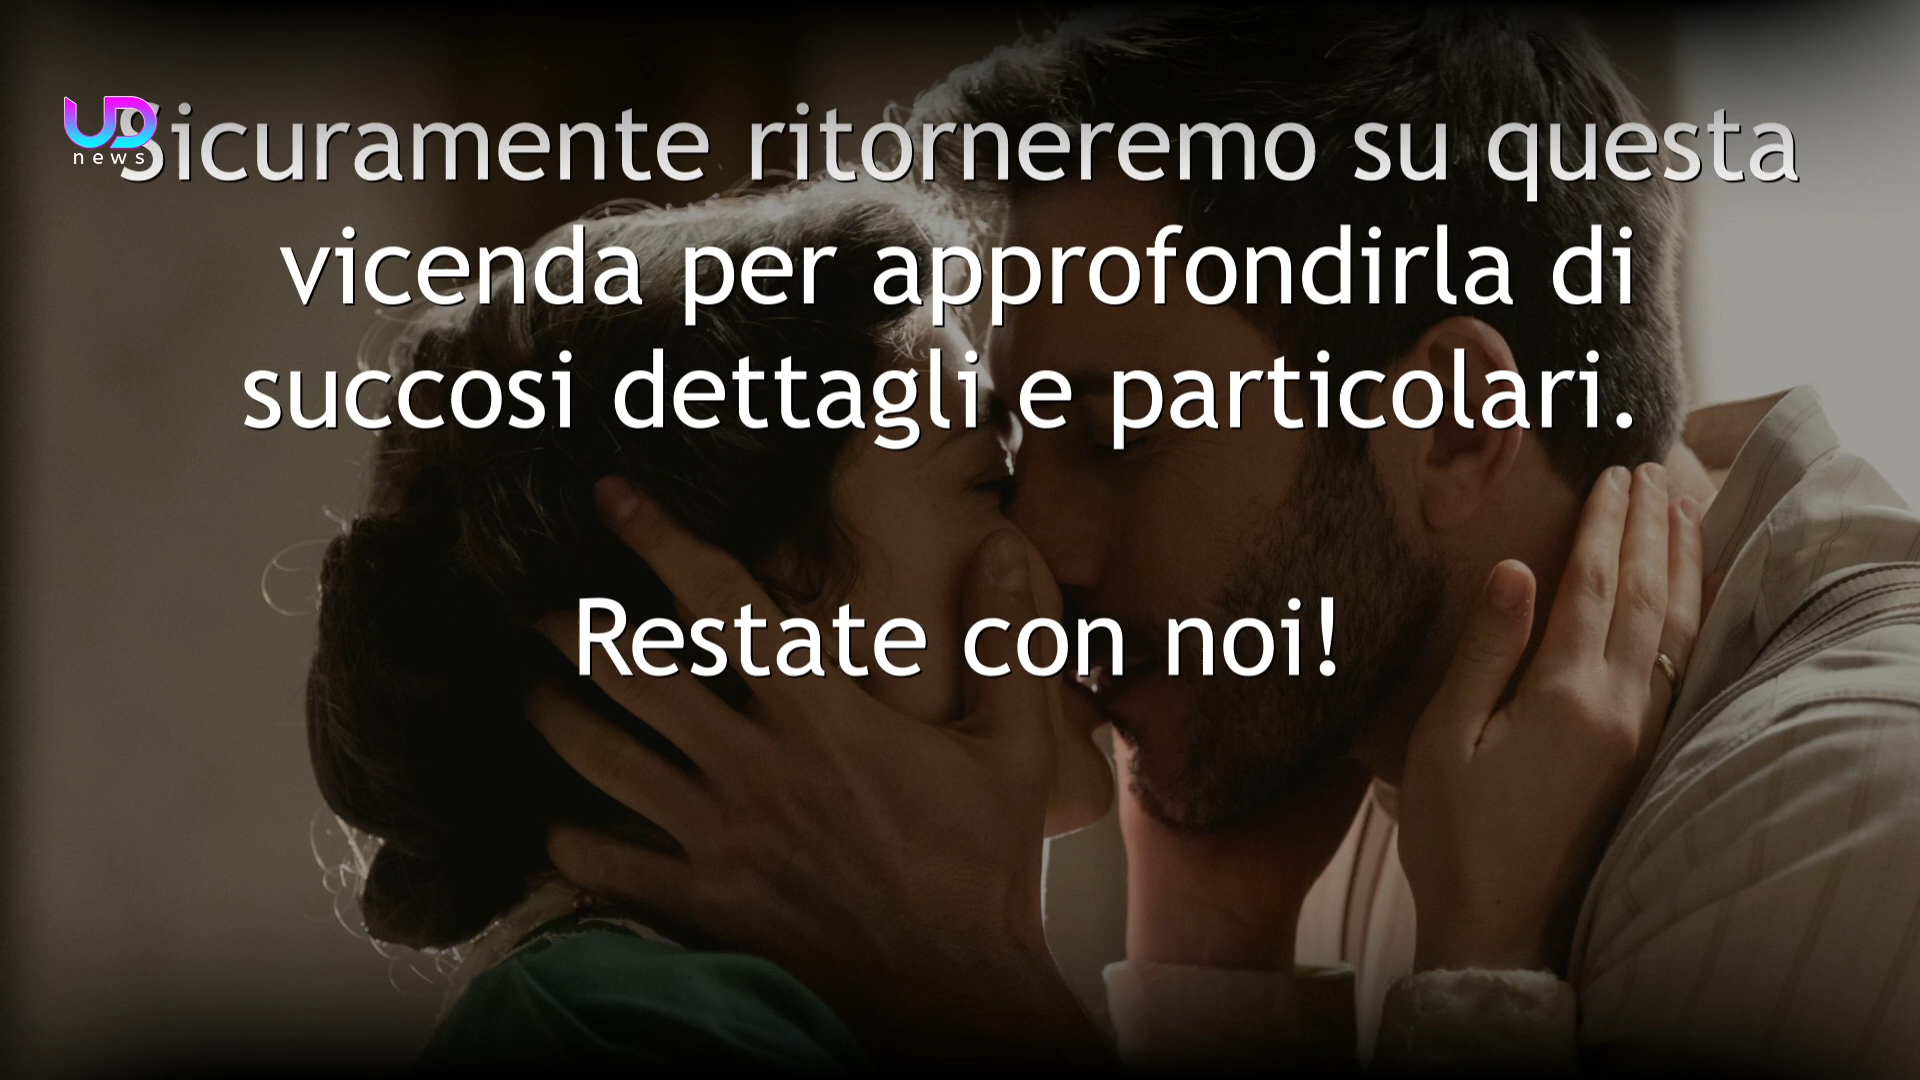 UD
news
Sicuramente ritorneremo su questa
vicenda per approfondirla di
succosi dettagli e particolari.
Restate con noi!